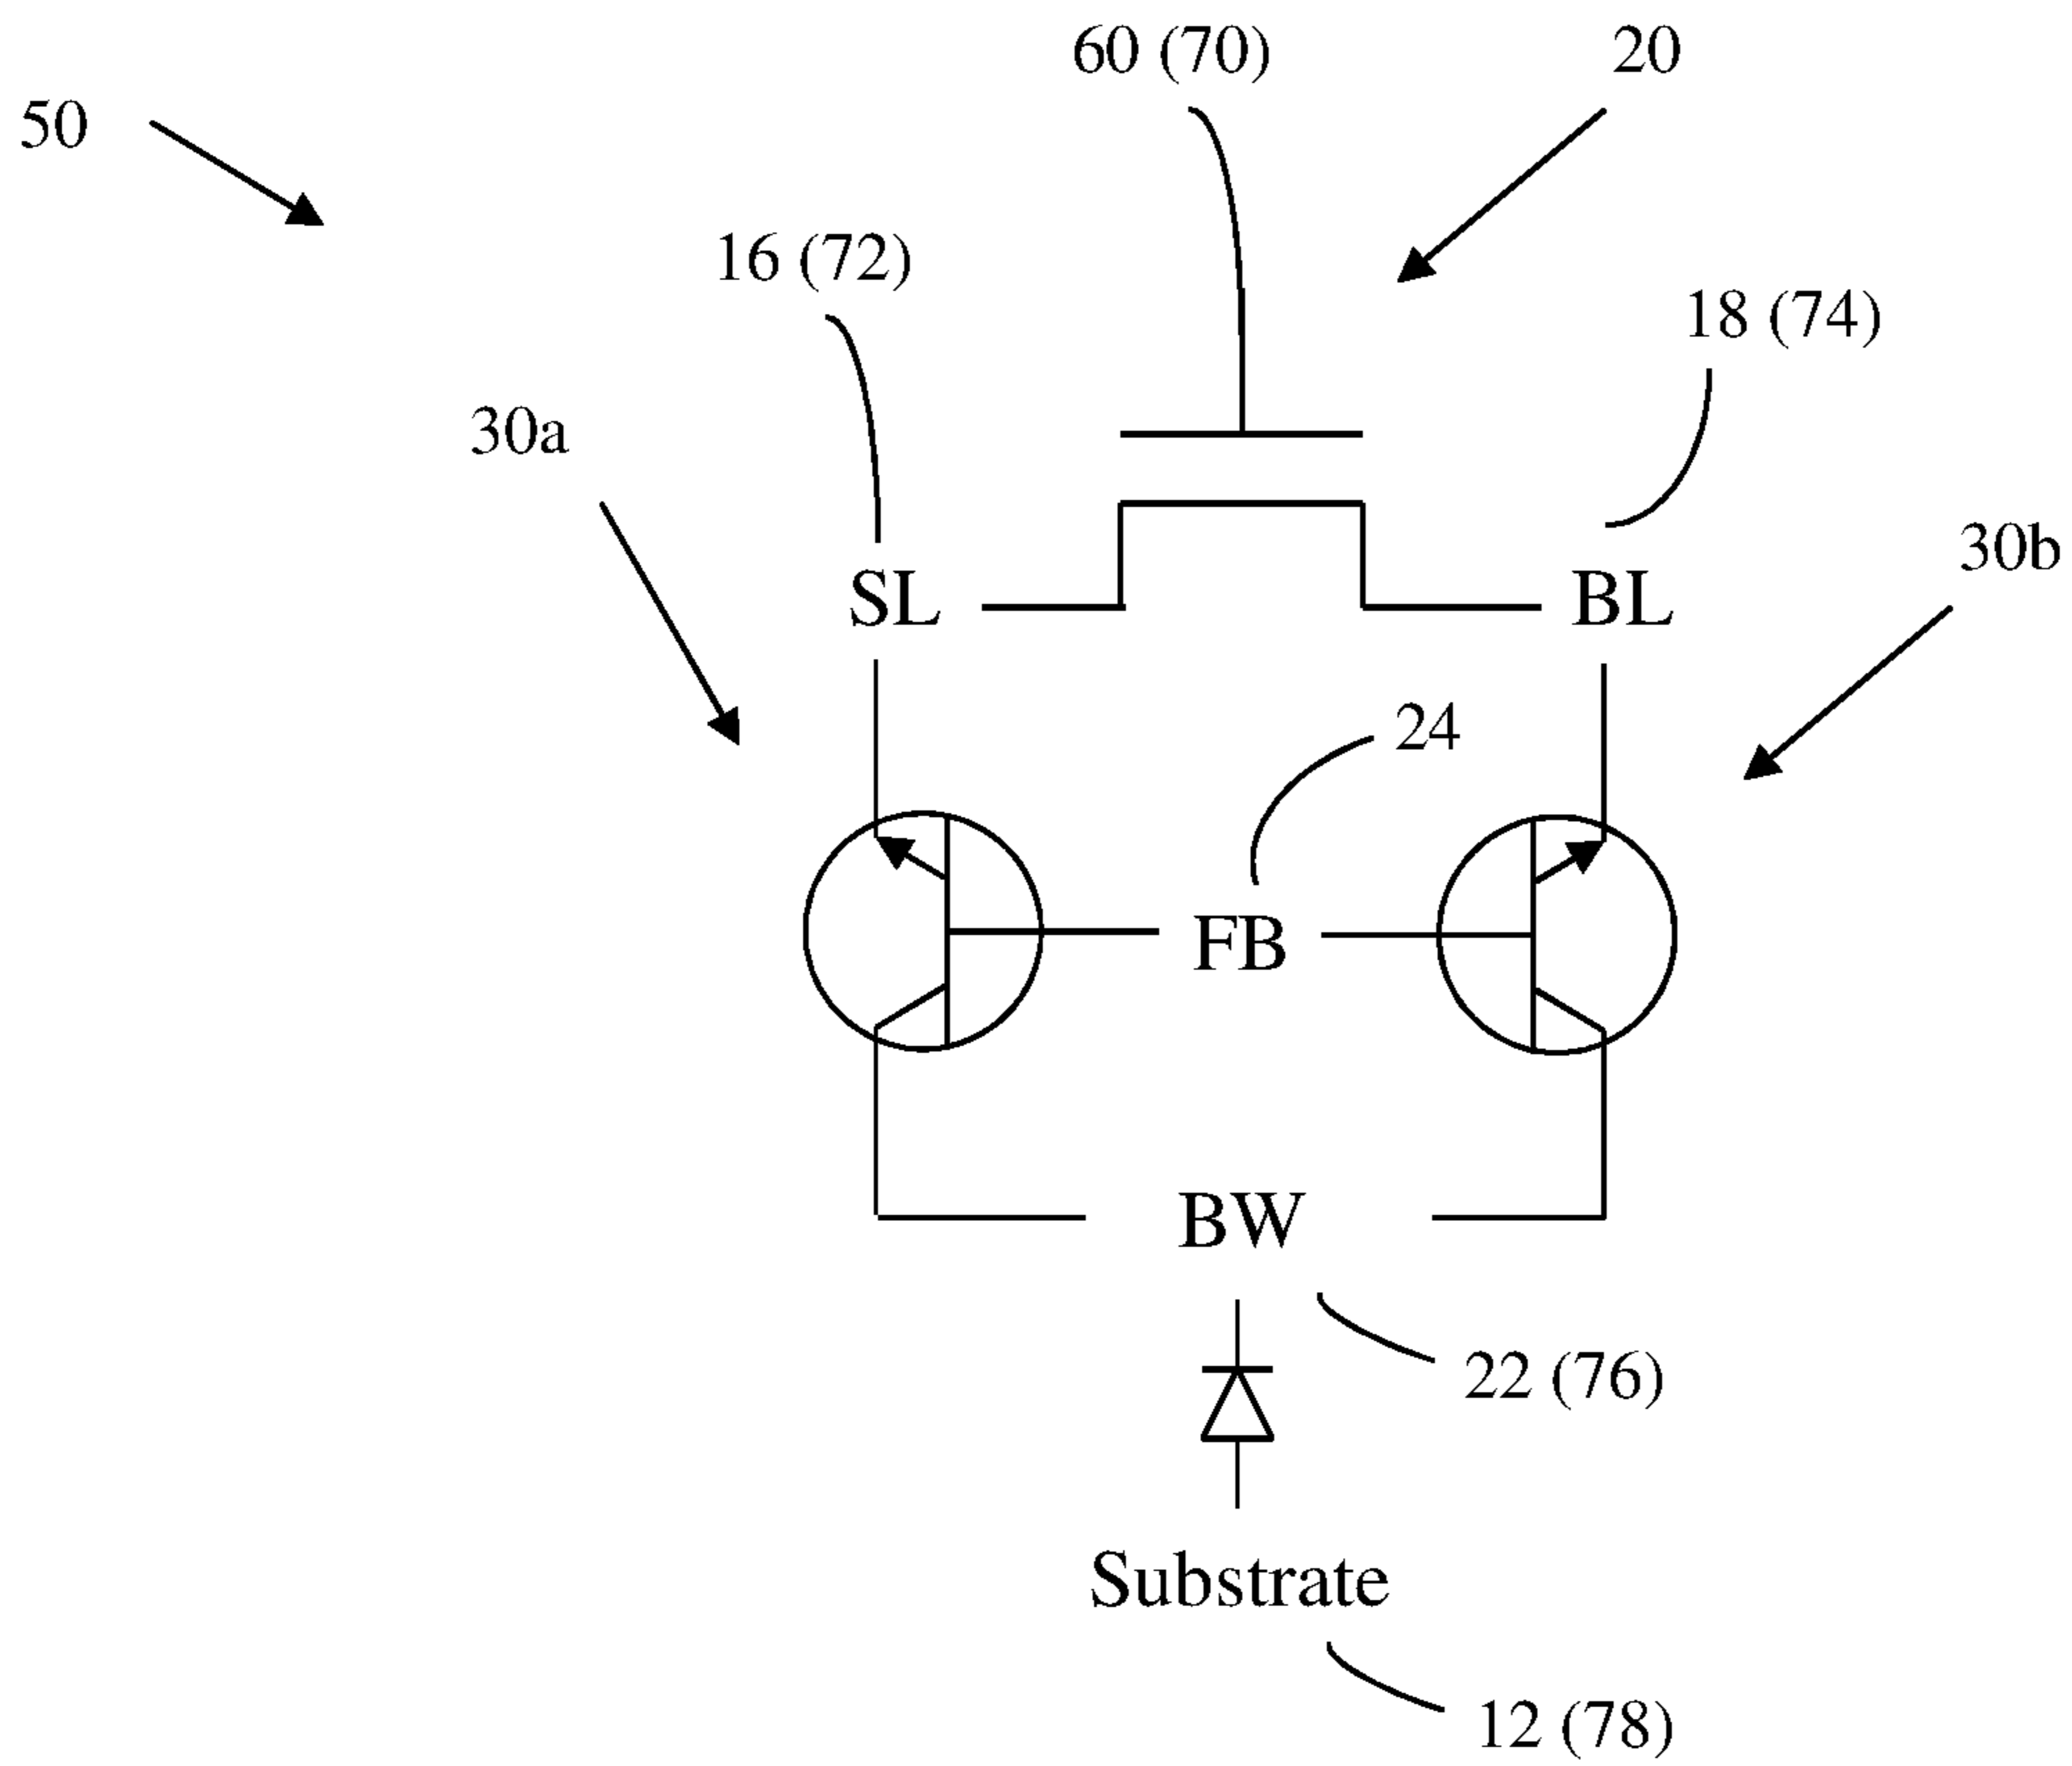 60 (70)
20
50
16 (72)
18 (74)
30a
30b
SL
BL
24
FB
BW
22 (76)
Substrate
12 (78)